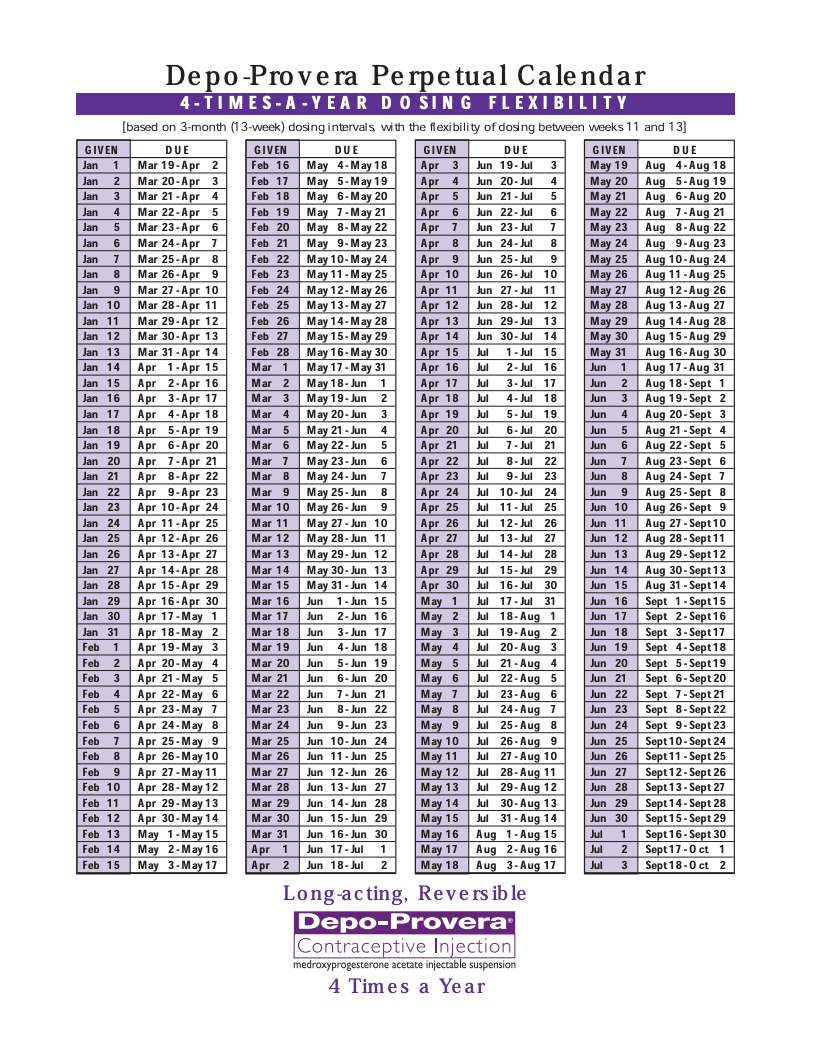 Depo-Provera Perpetual Calendar
4-TIMES-A-YEAR DOSING FLEXIBILITY
[based on 3-month (13-week) dosing intervals, with the flexibility of dosing between weeks 11 and 13]
GIVEN DUE
Jan 1 Mar 19 - Apr 2
Jan 2 Mar 20 - Apr 3
Jan 3 Mar 21 - Apr 4
Jan 4 Mar 22 - Apr 5
Jan 5 Mar 23 - Apr 6
Jan 6 Mar 24 - Apr 7
Jan 7 Mar 25 - Apr 8
Jan 8 Mar 26 - Apr 9
Jan 9 Mar 27 - Apr 10
Jan 10 Mar 28 - Apr 11
Jan 11 Mar 29 - Apr 12
Jan 12 Mar 30 - Apr 13
Jan 13 Mar 31 - Apr 14
Jan 14 Apr 1 - Apr 15
Jan 15 Apr 2 - Apr 16
Jan 16 Apr 3 - Apr 17
Jan 17 Apr 4 - Apr 18
Jan 18 Apr 5 - Apr 19
Jan 19 Apr 6 - Apr 20
Jan 20 Apr 7 - Apr 21
Jan 21 Apr 8 - Apr 22
Jan 22 Apr 9 - Apr 23
Jan 23 Apr 10 - Apr 24
Jan 24 Apr 11 - Apr 25
Jan 25 Apr 12 - Apr 26
Jan 26 Apr 13 - Apr 27
Jan 27 Apr 14 - Apr 28
Jan 28 Apr 15 - Apr 29
Jan 29 Apr 16 - Apr 30
Jan 30 Apr 17 - May 1
Jan 31 Apr 18 - May 2
Feb 1 Apr 19 - May 3
Feb 2 Apr 20 - May 4
Feb 3 Apr 21 - May 5
Feb 4 Apr 22 - May 6
Feb 5 Apr 23 - May 7
Feb 6 Apr 24 - May 8
Feb 7 Apr 25 - May 9
Feb 8 Apr 26 - May 10
Feb 9 Apr 27 - May 11
Feb 10 Apr 28 - May 12
Feb 11 Apr 29 - May 13
Feb 12 Apr 30 - May 14
Feb 13 May 1 - May 15
Feb 14 May 2 - May 16
Feb 15 May 3 - May 17
GIVEN DUE
Feb 16 May 4 - May 18
Feb 17 May 5 - May 19
Feb 18 May 6 - May 20
Feb 19 May 7 - May 21
Feb 20 May 8 - May 22
Feb 21 May 9 - May 23
Feb 22 May 10 - May 24
Feb 23 May 11 - May 25
Feb 24 May 12 - May 26
Feb 25 May 13 - May 27
Feb 26 May 14 - May 28
Feb 27 May 15 - May 29
Feb 28 May 16 - May 30
Mar 1 May 17 - May 31
Mar 2 May 18 - Jun 1
Mar 3 May 19 - Jun 2
Mar 4 May 20 - Jun 3
Mar 5 May 21 - Jun 4
Mar 6 May 22 - Jun 5
Mar 7 May 23 - Jun 6
Mar 8 May 24 - Jun 7
Mar 9 May 25 - Jun 8
Mar 10 May 26 - Jun 9
Mar 11 May 27 - Jun 10
Mar 12 May 28 - Jun 11
Mar 13 May 29 - Jun 12
Mar 14 May 30 - Jun 13
Mar 15 May 31 - Jun 14
Mar 16 Jun 1 - Jun 15
Mar 17 Jun 2 - Jun 16
Mar 18 Jun 3 - Jun 17
Mar 19 Jun 4 - Jun 18
Mar 20 Jun 5 - Jun 19
Mar 21 Jun 6 - Jun 20
Mar 22 Jun 7 - Jun 21
Mar 23 Jun 8 - Jun 22
Mar 24 Jun 9 - Jun 23
Mar 25 Jun 10 - Jun 24
Mar 26 Jun 11 - Jun 25
Mar 27 Jun 12 - Jun 26
Mar 28 Jun 13 - Jun 27
Mar 29 Jun 14 - Jun 28
Mar 30 Jun 15 - Jun 29
Mar 31 Jun 16 - Jun 30
Apr 1 Jun 17 - Jul 1
Apr 2 Jun 18 - Jul 2
GIVEN DUE
Apr 3 Jun 19 - Jul 3
Apr 4 Jun 20 - Jul 4
Apr 5 Jun 21 - Jul 5
Apr 6 Jun 22 - Jul 6
Apr 7 Jun 23 - Jul 7
Apr 8 Jun 24 - Jul 8
Apr 9 Jun 25 - Jul 9
Apr 10 Jun 26 - Jul 10
Apr 11 Jun 27 - Jul 11
Apr 12 Jun 28 - Jul 12
Apr 13 Jun 29 - Jul 13
Apr 14 Jun 30 - Jul 14
Apr 15 Jul 1 - Jul 15
Apr 16 Jul 2 - Jul 16
Apr 17 Jul 3 - Jul 17
Apr 18 Jul 4 - Jul 18
Apr 19 Jul 5 - Jul 19
Apr 20 Jul 6 - Jul 20
Apr 21 Jul 7 - Jul 21
Apr 22 Jul 8 - Jul 22
Apr 23 Jul 9 - Jul 23
Apr 24 Jul 10 - Jul 24
Apr 25 Jul 11 - Jul 25
Apr 26 Jul 12 - Jul 26
Apr 27 Jul 13 - Jul 27
Apr 28 Jul 14 - Jul 28
Apr 29 Jul 15 - Jul 29
Apr 30 Jul 16 - Jul 30
May 1 Jul 17 - Jul 31
May 2 Jul 18 - Aug 1
May 3 Jul 19 - Aug 2
May 4 Jul 20 - Aug 3
May 5 Jul 21 - Aug 4
May 6 Jul 22 - Aug 5
May 7 Jul 23 - Aug 6
May 8 Jul 24 - Aug 7
May 9 Jul 25 - Aug 8
May 10 Jul 26 - Aug 9
May 11 Jul 27 - Aug 10
May 12 Jul 28 - Aug 11
May 13 Jul 29 - Aug 12
May 14 Jul 30 - Aug 13
May 15 Jul 31 - Aug 14
May 16 Aug 1 - Aug 15
May 17 Aug 2 - Aug 16
May 18 Aug 3 - Aug 17
GIVEN DUE
May 19 Aug 4 - Aug 18
May 20 Aug 5 - Aug 19
May 21 Aug 6 - Aug 20
May 22 Aug 7 - Aug 21
May 23 Aug 8 - Aug 22
May 24 Aug 9 - Aug 23
May 25 Aug 10 - Aug 24
May 26 Aug 11 - Aug 25
May 27 Aug 12 - Aug 26
May 28 Aug 13 - Aug 27
May 29 Aug 14 - Aug 28
May 30 Aug 15 - Aug 29
May 31 Aug 16 - Aug 30
Jun 1 Aug 17 - Aug 31
Jun 2 Aug 18 - Sept 1
Jun 3 Aug 19 - Sept 2
Jun 4 Aug 20 - Sept 3
Jun 5 Aug 21 - Sept 4
Jun 6 Aug 22 - Sept 5
Jun 7 Aug 23 - Sept 6
Jun 8 Aug 24 - Sept 7
Jun 9 Aug 25 - Sept 8
Jun 10 Aug 26 - Sept 9
Jun 11 Aug 27 - Sept 10
Jun 12 Aug 28 - Sept 11
Jun 13 Aug 29 - Sept 12
Jun 14 Aug 30 - Sept 13
Jun 15 Aug 31 - Sept 14
Jun 16 Sept 1 - Sept 15
Jun 17 Sept 2 - Sept 16
Jun 18 Sept 3 - Sept 17
Jun 19 Sept 4 - Sept 18
Jun 20 Sept 5 - Sept 19
Jun 21 Sept 6 - Sept 20
Jun 22 Sept 7 - Sept 21
Jun 23 Sept 8 - Sept 22
Jun 24 Sept 9 - Sept 23
Jun 25 Sept 10 - Sept 24
Jun 26 Sept 11 - Sept 25
Jun 27 Sept 12 - Sept 26
Jun 28 Sept 13 - Sept 27
Jun 29 Sept 14 - Sept 28
Jun 30 Sept 15 - Sept 29
Jul 1 Sept 16 - Sept 30
Jul 2 Sept 17 - Oct 1
Jul 3 Sept 18 - Oct 2
Long-acting, Reversible
Depo-Provera®
Contraceptive Injection
medroxyprogesterone acetate injectable suspension
4 Times a Year